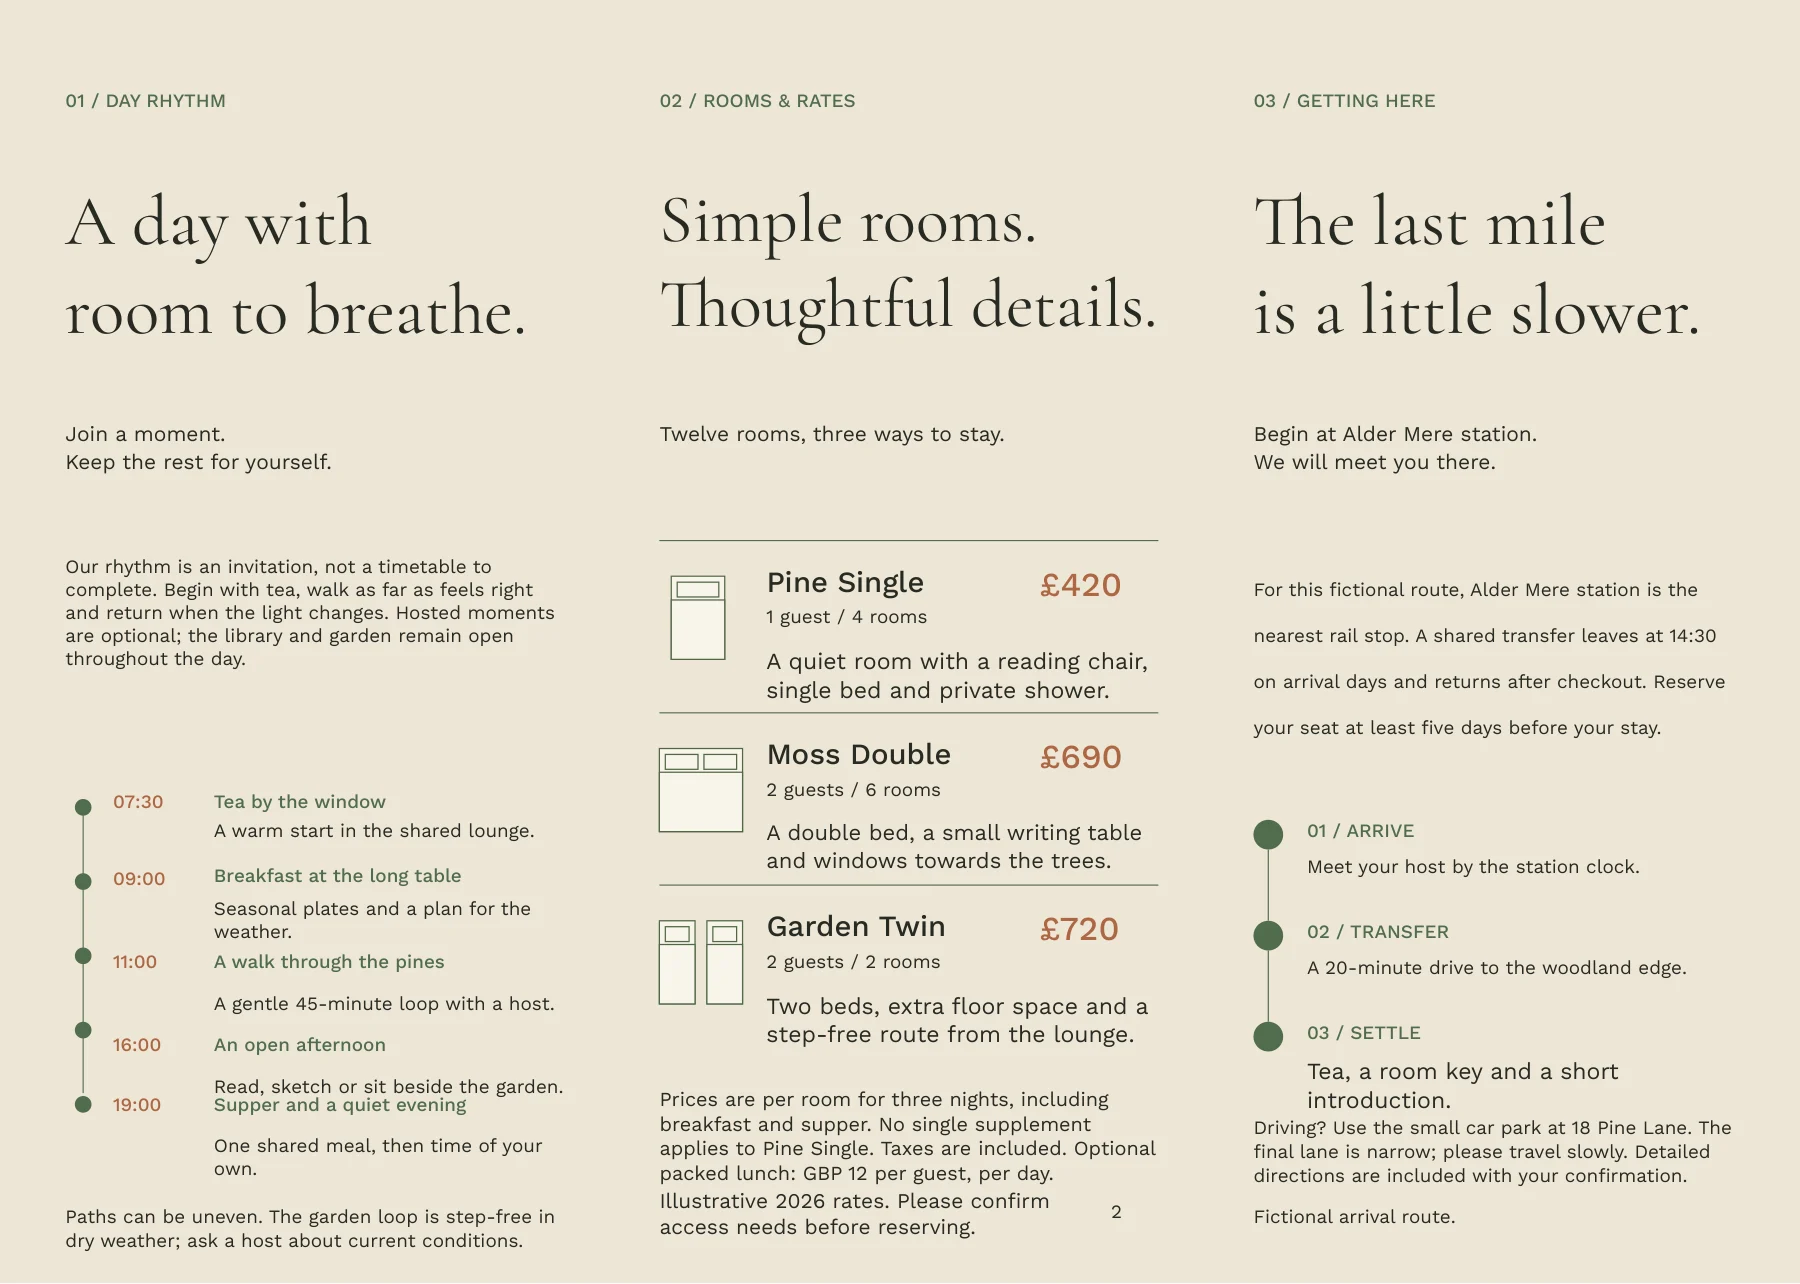 01 / DAY RHYTHM
A day with
room to breathe.
Join a moment.
Keep the rest for yourself.
Our rhythm is an invitation, not a timetable to
complete. Begin with tea, walk as far as feels right
and return when the light changes. Hosted moments
are optional; the library and garden remain open
throughout the day.
07:30 Tea by the window
A warm start in the shared lounge.
09:00 Breakfast at the long table
Seasonal plates and a plan for the
weather.
11:00 A walk through the pines
A gentle 45-minute loop with a host.
16:00 An open afternoon
Read, sketch or sit beside the garden.
19:00 Supper and a quiet evening
One shared meal, then time of your
own.
Paths can be uneven. The garden loop is step-free in
dry weather; ask a host about current conditions.
02 / ROOMS & RATES
Simple rooms.
Thoughtful details.
Twelve rooms, three ways to stay.
Pine Single £420
1 guest / 4 rooms
A quiet room with a reading chair,
single bed and private shower.
Moss Double £690
2 guests / 6 rooms
A double bed, a small writing table
and windows towards the trees.
Garden Twin £720
2 guests / 2 rooms
Two beds, extra floor space and a
step-free route from the lounge.
Prices are per room for three nights, including
breakfast and supper. No single supplement
applies to Pine Single. Taxes are included. Optional
packed lunch: GBP 12 per guest, per day.
Illustrative 2026 rates. Please confirm
access needs before reserving.
2
03 / GETTING HERE
The last mile
is a little slower.
Begin at Alder Mere station.
We will meet you there.
For this fictional route, Alder Mere station is the
nearest rail stop. A shared transfer leaves at 14:30
on arrival days and returns after checkout. Reserve
your seat at least five days before your stay.
01 / ARRIVE
Meet your host by the station clock.
02 / TRANSFER
A 20-minute drive to the woodland edge.
03 / SETTLE
Tea, a room key and a short
introduction.
Driving? Use the small car park at 18 Pine Lane. The
final lane is narrow; please travel slowly. Detailed
directions are included with your confirmation.
Fictional arrival route.